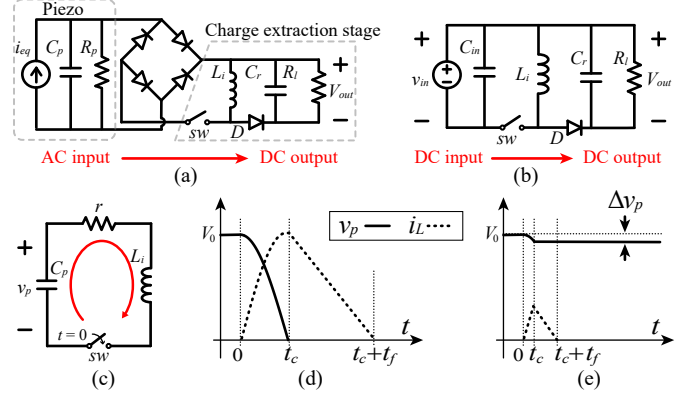 Piezo
Charge extraction stage
i_eq C_p R_p
L_i C_r R_l V_out
+
−
sw D
AC input DC output
(a)
+ + 
v_in C_in L_i C_r R_l V_out
− −
sw D
DC input DC output
(b)
r
+
v_p C_p L_i
−
t = 0
sw
(c)
V_0
v_p i_L
0 t_c t_c+t_f t
(d)
V_0
Δv_p
0 t_c t_c+t_f t
(e)